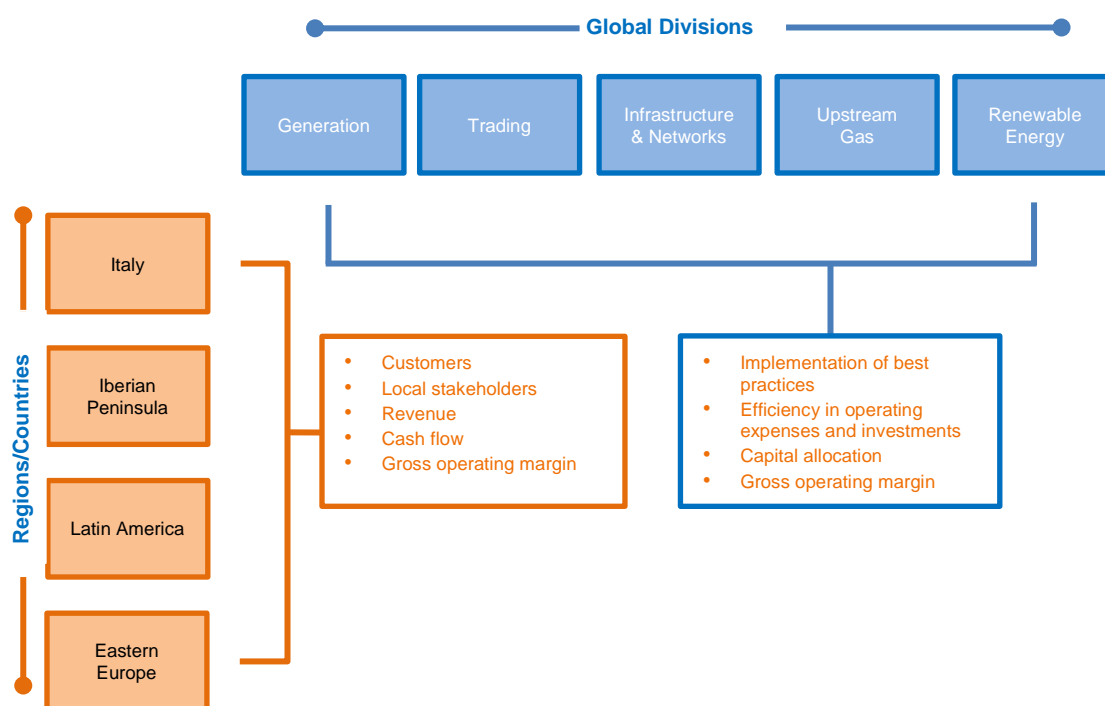 Global Divisions
Generation
Trading
Infrastructure
& Networks
Upstream
Gas
Renewable
Energy
Regions/Countries
Italy
Iberian
Peninsula
Latin America
Eastern
Europe
• Customers
• Local stakeholders
• Revenue
• Cash flow
• Gross operating margin
• Implementation of best
practices
• Efficiency in operating
expenses and investments
• Capital allocation
• Gross operating margin